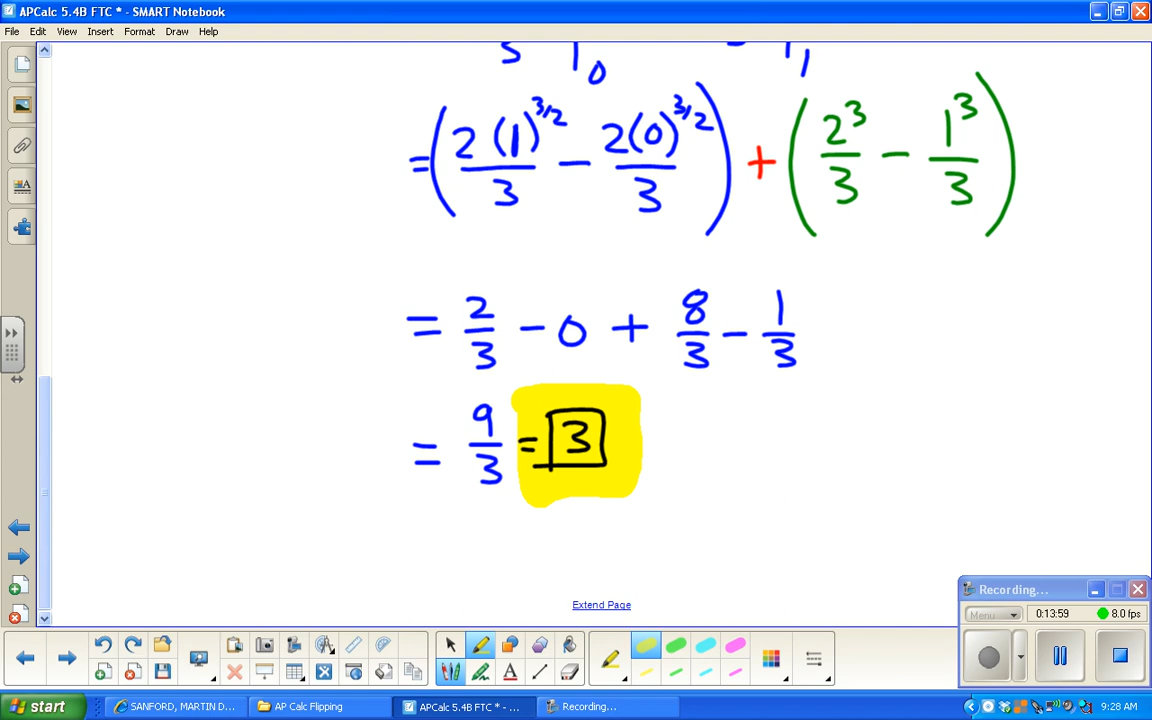 APCalc 5.4B FTC * - SMART Notebook
File Edit View Insert Format Draw Help
3 0 1
=(2(1)^3/2/3 − 2(0)^3/2/3) + (2^3/3 − 1^3/3)
= 2/3 − 0 + 8/3 − 1/3
= 9/3 = 3
Extend Page
Recording...
Menu 0:13:59 8.0 fps
start SANFORD, MARTIN D... AP Calc Flipping APCalc 5.4B FTC * - ... Recording... 9:28 AM